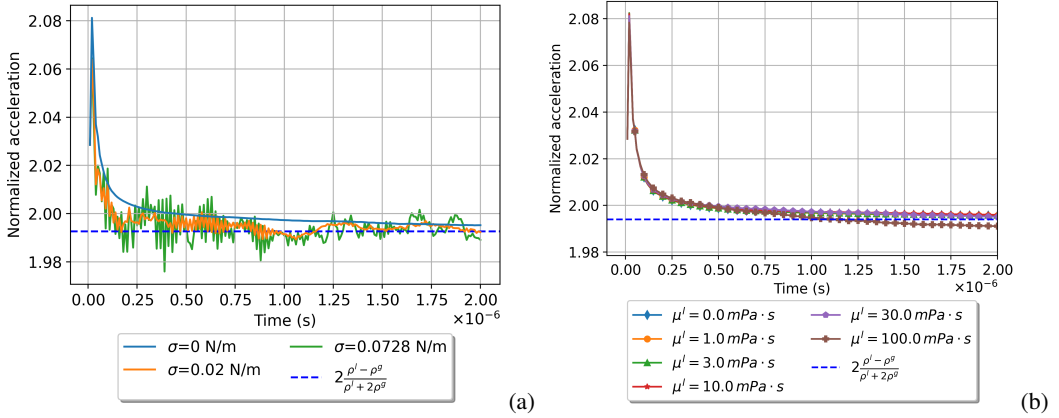 2.08
2.06
2.04
2.02
2.00
1.98
Normalized acceleration
0.00 0.25 0.50 0.75 1.00 1.25 1.50 1.75 2.00
Time (s)
×10⁻⁶
σ=0 N/m
σ=0.02 N/m
σ=0.0728 N/m
2 (ρˡ − ρᵍ)/(ρˡ + 2ρᵍ)
(a)
2.08
2.06
2.04
2.02
2.00
1.98
Normalized acceleration
0.00 0.25 0.50 0.75 1.00 1.25 1.50 1.75 2.00
Time (s)
×10⁻⁶
μˡ = 0.0 mPa · s
μˡ = 1.0 mPa · s
μˡ = 3.0 mPa · s
μˡ = 10.0 mPa · s
μˡ = 30.0 mPa · s
μˡ = 100.0 mPa · s
2 (ρˡ − ρᵍ)/(ρˡ + 2ρᵍ)
(b)